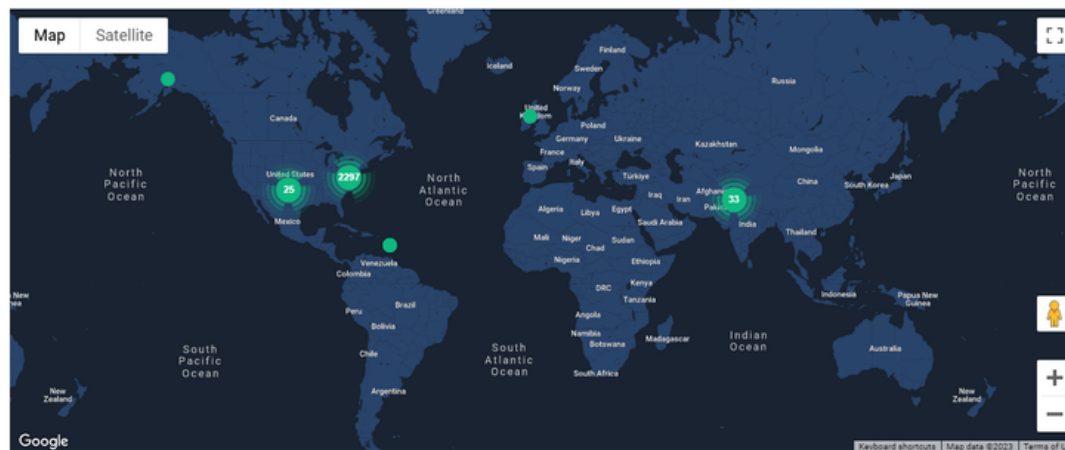 Map Satellite
Greenland
Iceland
Finland
Sweden
Norway
Russia
Canada
United
Kingdom
Poland
Germany
Ukraine
Kazakhstan
Mongolia
France
Italy
Spain
Türkiye
North
Pacific
Ocean
United States
25
2297
North
Atlantic
Ocean
Iraq
Iran
33
China
South Korea
Japan
North
Pacific
Ocean
Mexico
Algeria
Libya
Egypt
Saudi Arabia
India
Mali
Niger
Chad
Sudan
Thailand
Venezuela
Colombia
Nigeria
Ethiopia
DRC
Kenya
Tanzania
Indonesia
Papua New
Guinea
Peru
Brazil
Bolivia
Angola
Namibia
Botswana
Madagascar
Indian
Ocean
South
Pacific
Ocean
Chile
South
Atlantic
Ocean
South Africa
Australia
Argentina
New
Zealand
New
Zealand
Google
Keyboard shortcuts Map data ©2023 Terms of